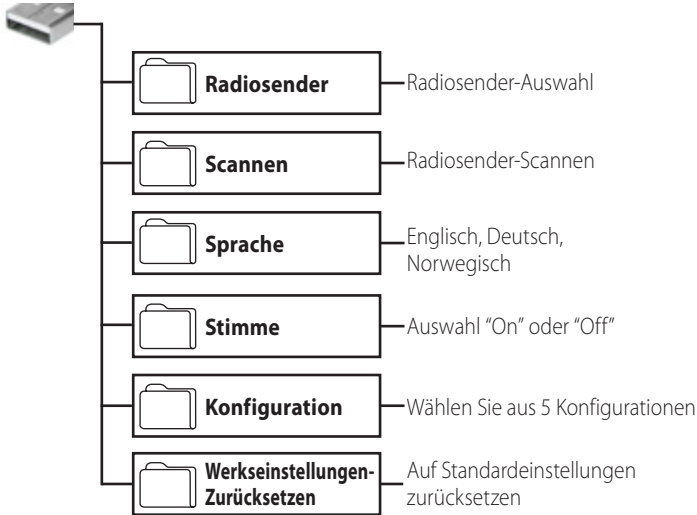 Radiosender
Radiosender-Auswahl
Scannen
Radiosender-Scannen
Sprache
Englisch, Deutsch,
Norwegisch
Stimme
Auswahl “On” oder “Off”
Konfiguration
Wählen Sie aus 5 Konfigurationen
Werkseinstellungen-
Zurücksetzen
Auf Standardeinstellungen
zurücksetzen